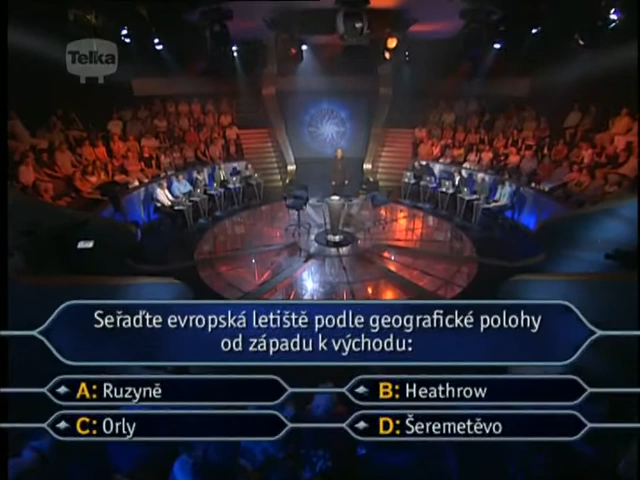 Telka
Seřaďte evropská letiště podle geografické polohy
od západu k východu:
A: Ruzyně
B: Heathrow
C: Orly
D: Šeremetěvo